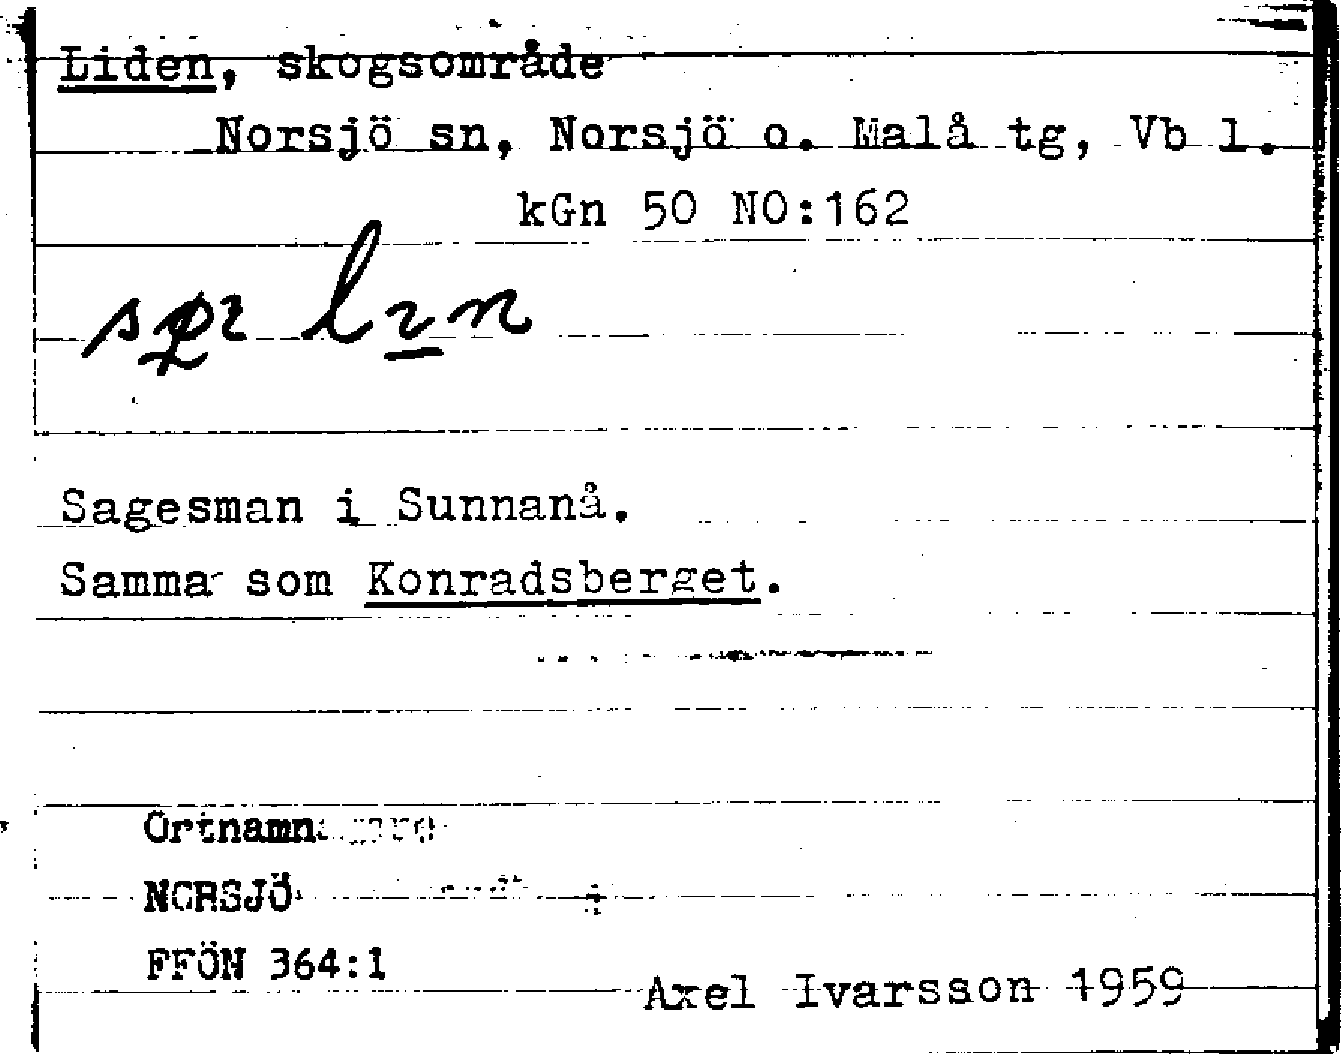 Liden, skogsområde
Norsjö sn, Norsjö o. Malå tg, Vb l.
kGn 50 NO:162
Sagesman i Sunnanå.
Samma som Konradsberget.
NORSJÖ
FFÖN 364:1
Axel Ivarsson 1959